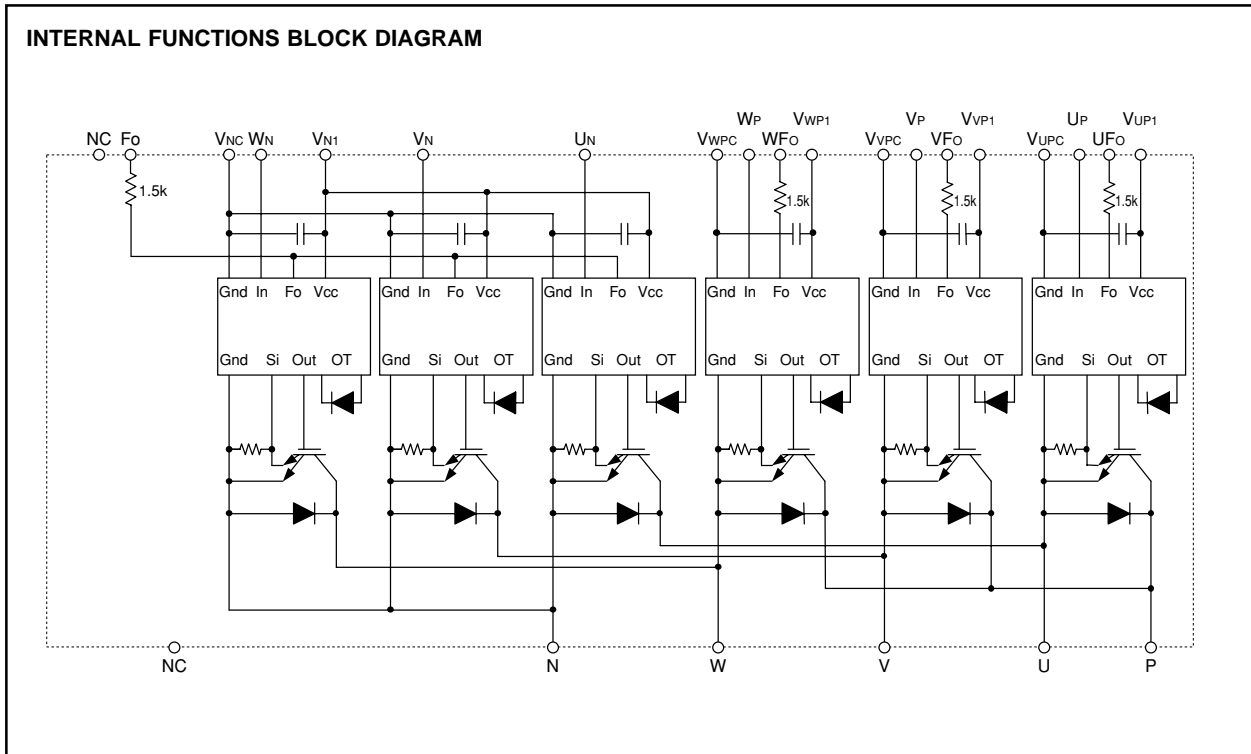 INTERNAL FUNCTIONS BLOCK DIAGRAM
WP VWP1 VP VVP1 UP VUP1
NC Fo VNC WN VN1 VN UN VWPC WFO VVPC VFO VUPC UFO
1.5k 1.5k 1.5k 1.5k
Gnd In Fo Vcc Gnd In Fo Vcc Gnd In Fo Vcc Gnd In Fo Vcc Gnd In Fo Vcc Gnd In Fo Vcc
Gnd Si Out OT Gnd Si Out OT Gnd Si Out OT Gnd Si Out OT Gnd Si Out OT Gnd Si Out OT
NC N W V U P